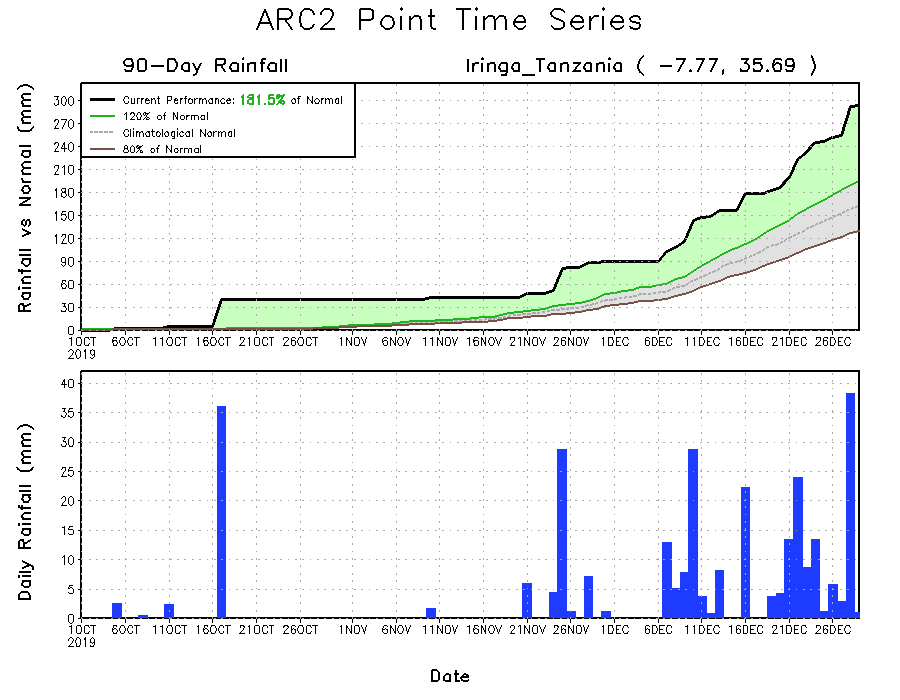 ARC2 Point Time Series
90-Day Rainfall
Iringa_Tanzania ( -7.77, 35.69 )
Rainfall vs Normal (mm)
Current Performance: 181.5% of Normal
120% of Normal
Climatological Normal
80% of Normal
300
270
240
210
180
150
120
90
60
30
0
1OCT 6OCT 11OCT 16OCT 21OCT 26OCT 1NOV 6NOV 11NOV 16NOV 21NOV 26NOV 1DEC 6DEC 11DEC 16DEC 21DEC 26DEC
2019
Daily Rainfall (mm)
40
35
30
25
20
15
10
5
0
1OCT 6OCT 11OCT 16OCT 21OCT 26OCT 1NOV 6NOV 11NOV 16NOV 21NOV 26NOV 1DEC 6DEC 11DEC 16DEC 21DEC 26DEC
2019
Date